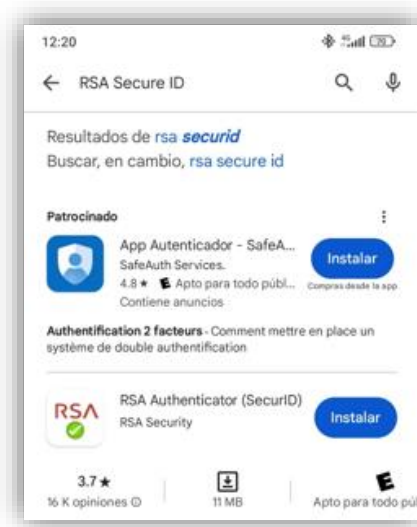 12:20
4G
RSA Secure ID
Resultados de rsa securid
Buscar, en cambio, rsa secure id
Patrocinado
App Autenticador - SafeA...
SafeAuth Services.
4.8 ★ E Apto para todo públ...
Contiene anuncios
Instalar
Compras desde la app
Authentification 2 facteurs - Comment mettre en place un
système de double authentification
RSA
RSA Authenticator (SecurID)
RSA Security
Instalar
3.7 ★
16 K opiniones
11 MB
E
Apto para todo púl